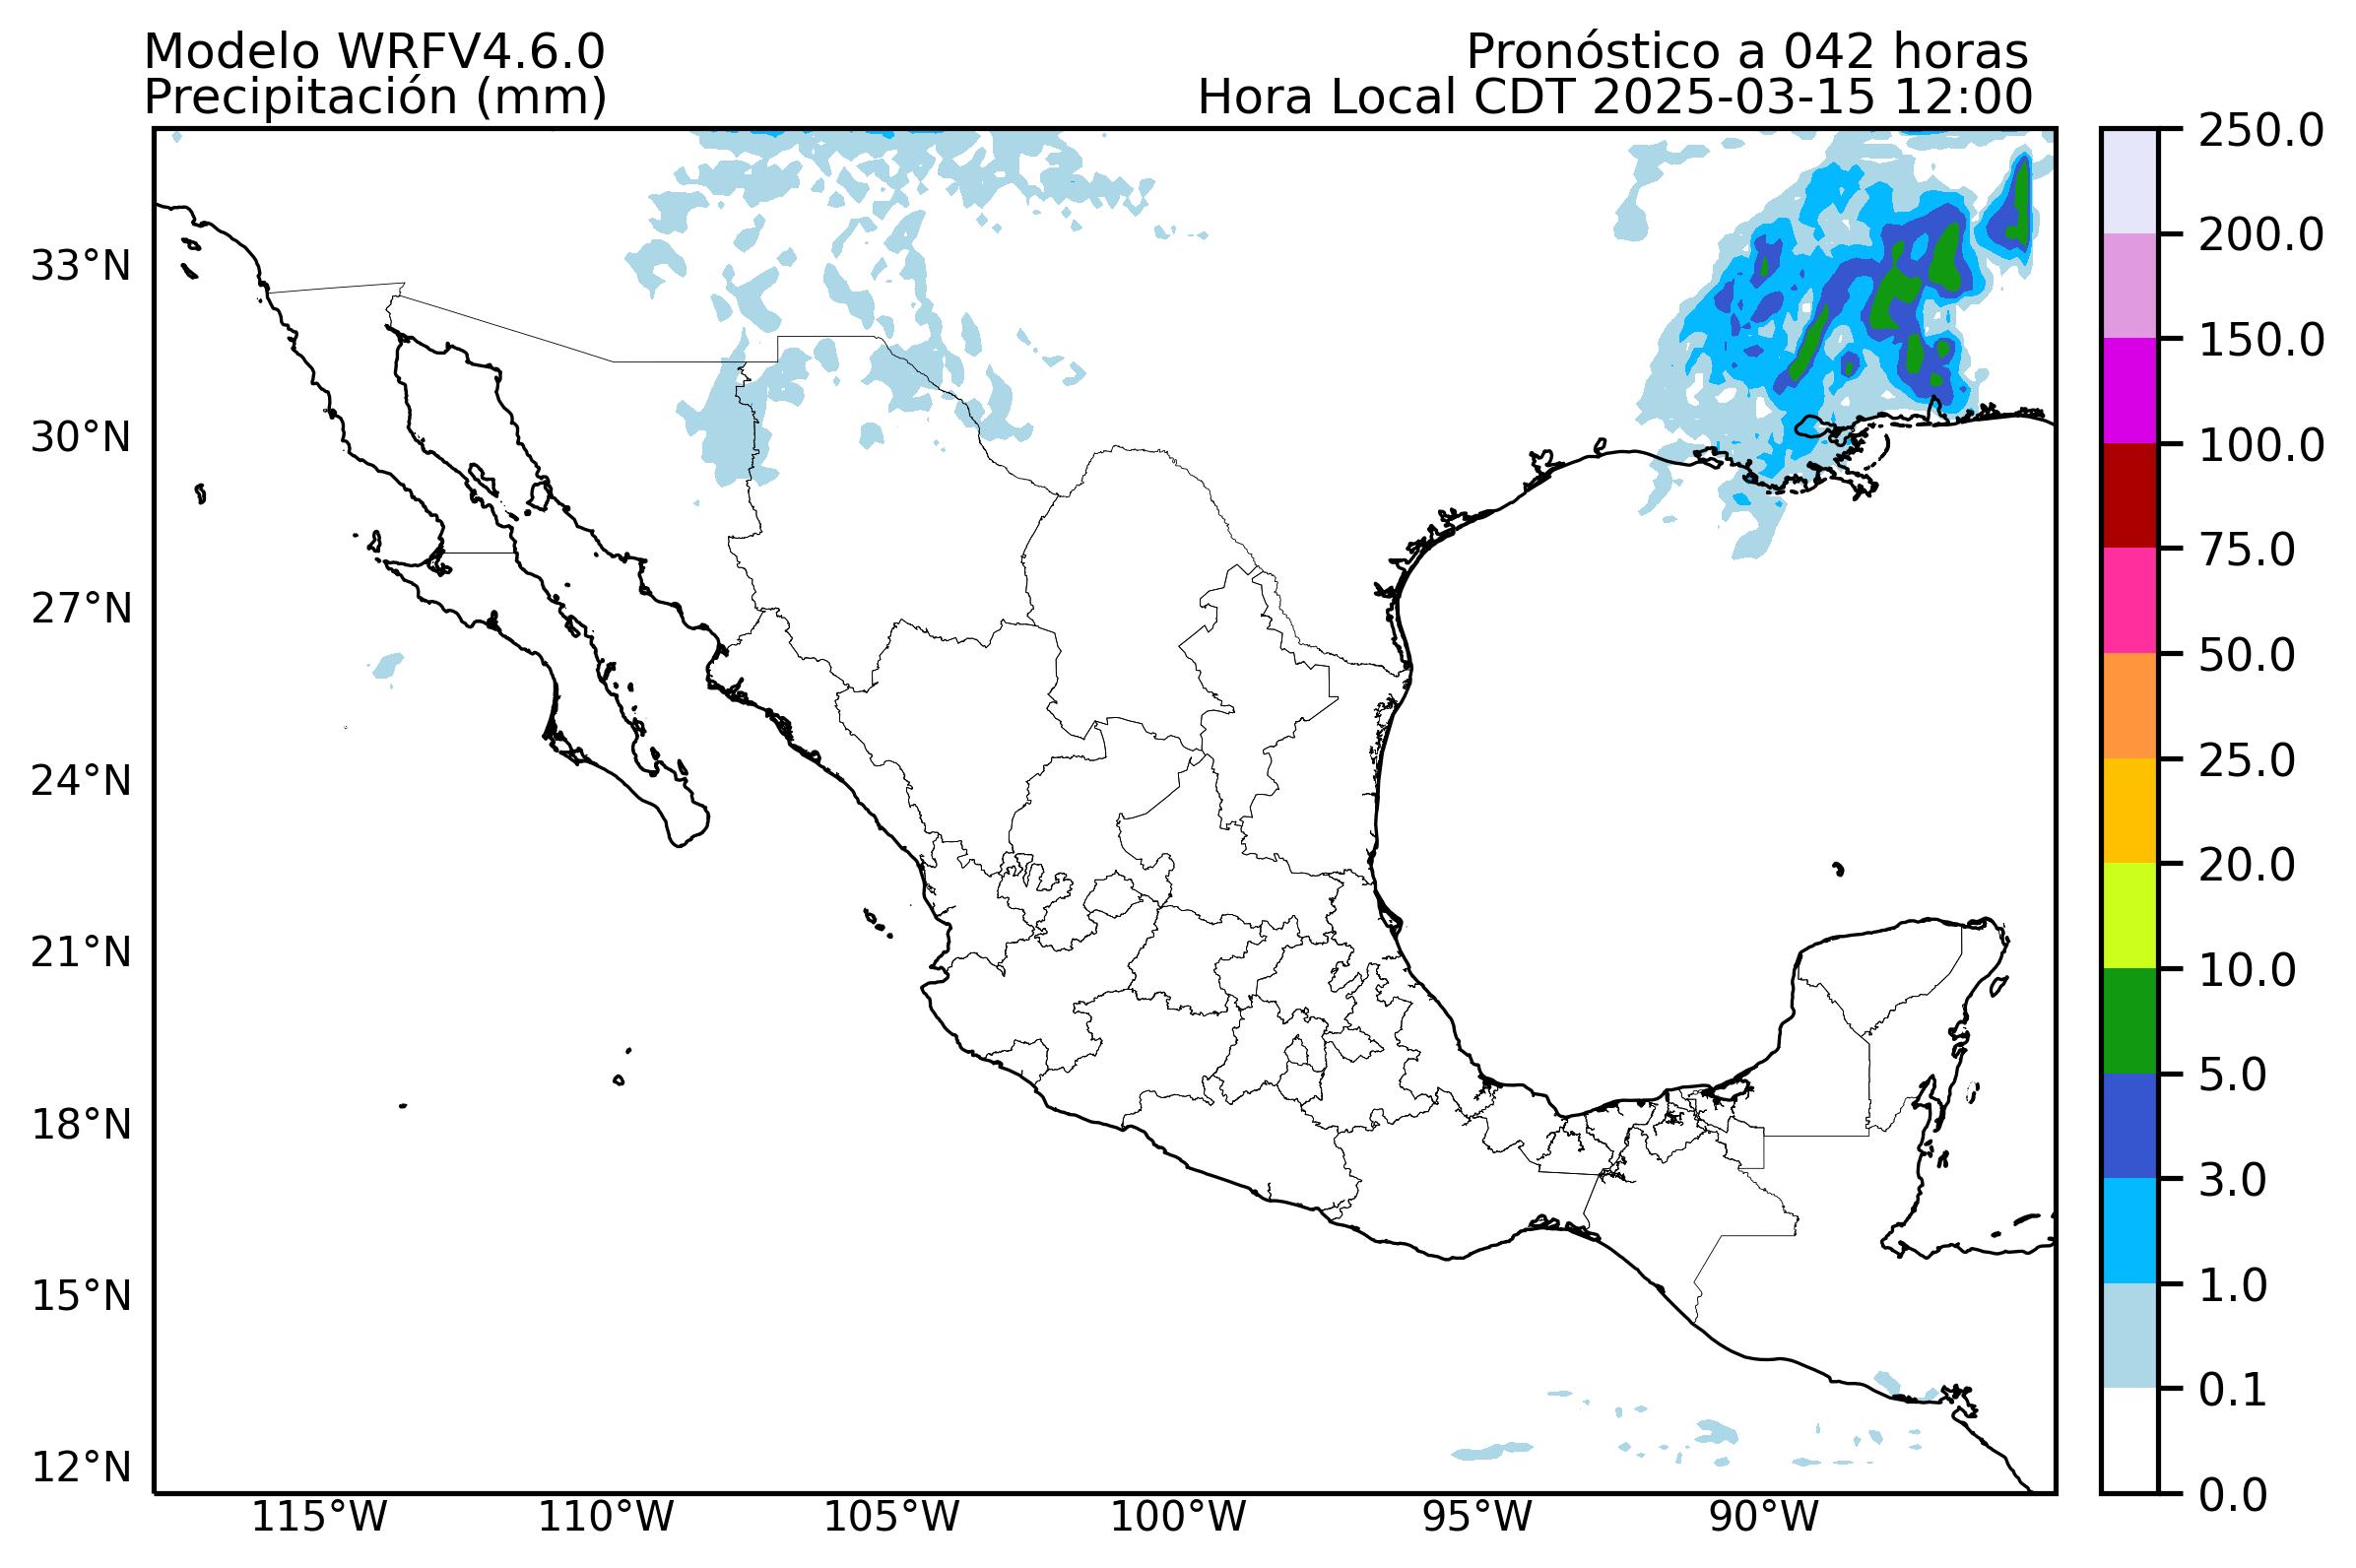 Modelo WRFV4.6.0
Precipitación (mm)
Pronóstico a 042 horas
Hora Local CDT 2025-03-15 12:00
33°N
30°N
27°N
24°N
21°N
18°N
15°N
12°N
115°W
110°W
105°W
100°W
95°W
90°W
250.0
200.0
150.0
100.0
75.0
50.0
25.0
20.0
10.0
5.0
3.0
1.0
0.1
0.0